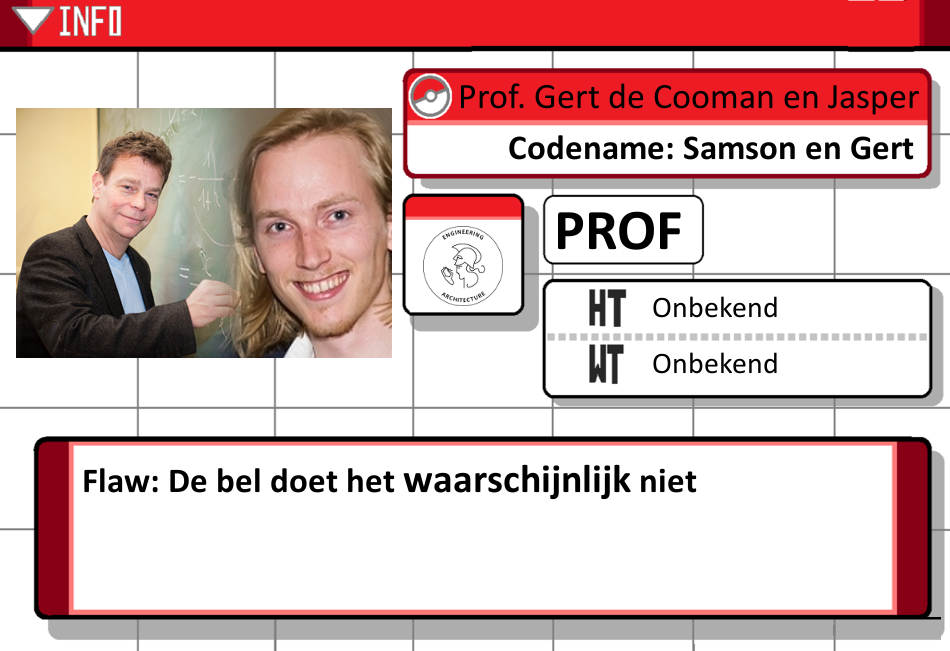 INFO
Prof. Gert de Cooman en Jasper
Codename: Samson en Gert
ENGINEERING
ARCHITECTURE
PROF
HT Onbekend
WT Onbekend
Flaw: De bel doet het waarschijnlijk niet